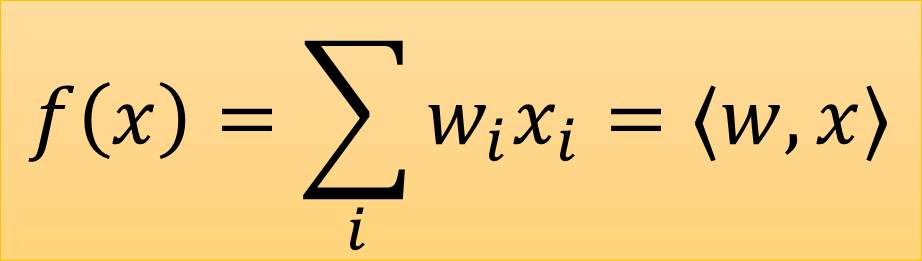 f(x) = ∑_i w_i x_i = ⟨w, x⟩